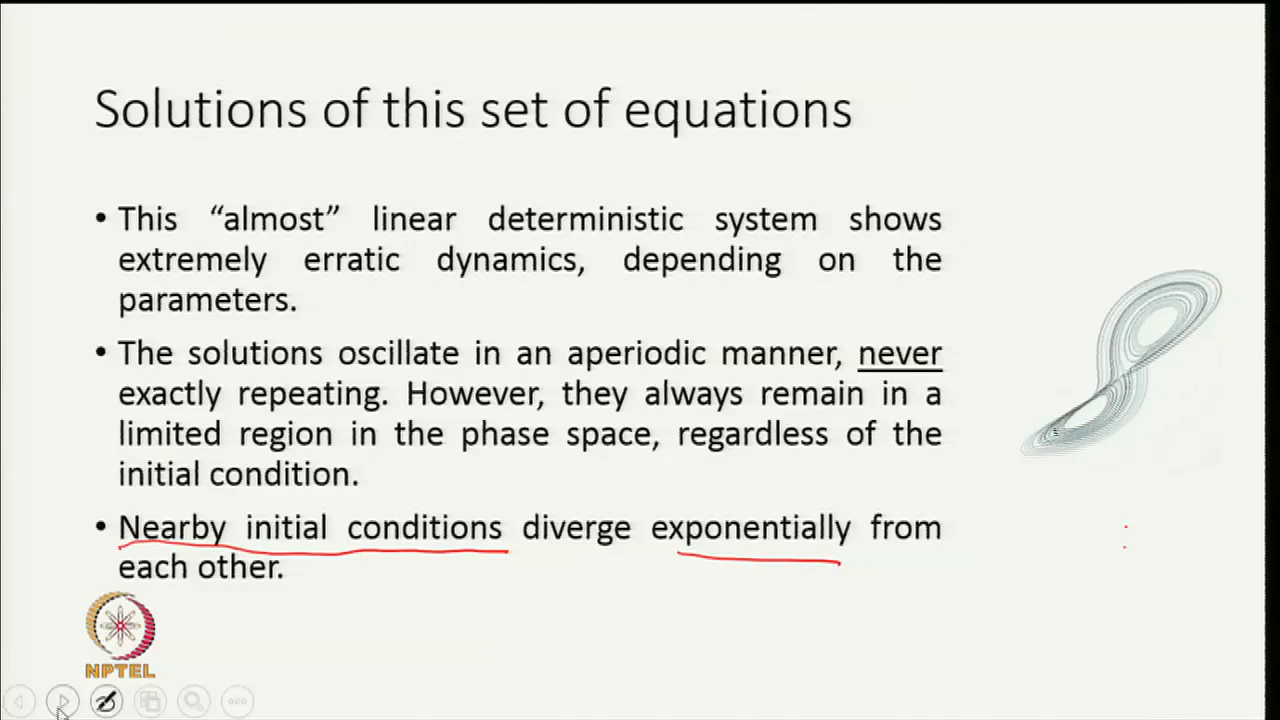 Solutions of this set of equations
• This “almost” linear deterministic system shows
extremely erratic dynamics, depending on the
parameters.
• The solutions oscillate in an aperiodic manner, never
exactly repeating. However, they always remain in a
limited region in the phase space, regardless of the
initial condition.
• Nearby initial conditions diverge exponentially from
each other.
NPTEL